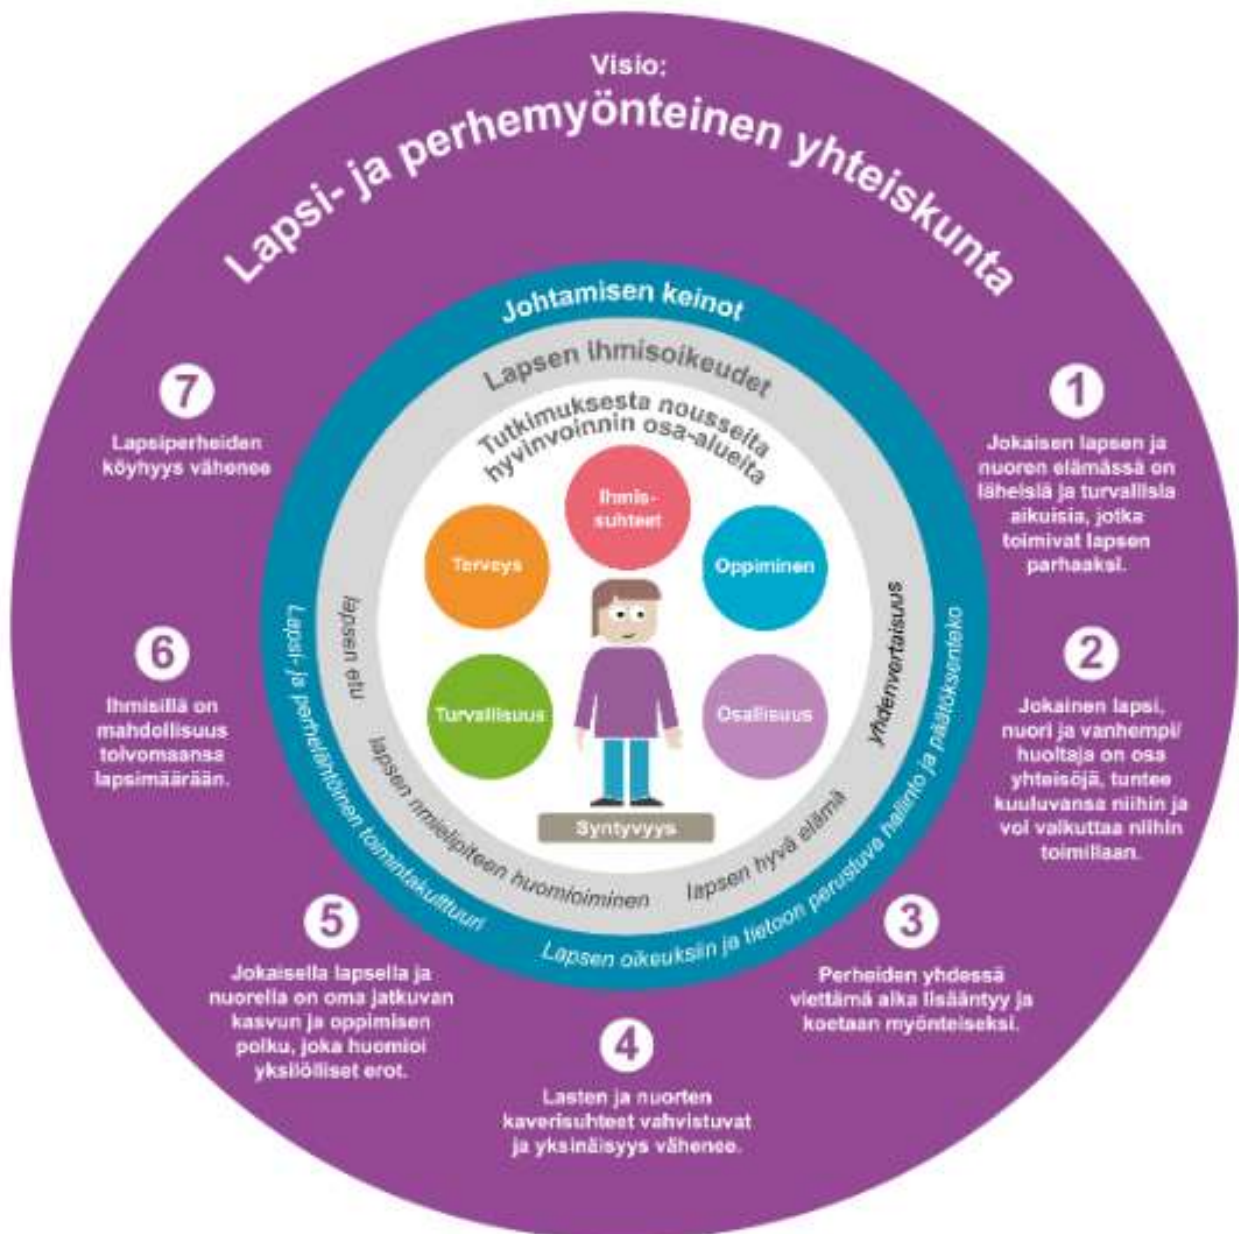 Visio:
Lapsi- ja perhemyönteinen yhteiskunta
Johtamisen keinot
Lapsen ihmisoikeudet
Tutkimuksesta nousseita
hyvinvoinnin osa-alueita
Ihmis-
suhteet
Terveys
Oppiminen
Turvallisuus
Osallisuus
Syntyvyys
lapsen etu
lapsen mielipiteen huomioiminen
lapsen hyvä elämä
yhdenvertaisuus
Lapsi- ja perhelähtöinen toimintakulttuuri
Lapsen oikeuksiin ja tietoon perustuva hallinto ja päätöksenteko
1
Jokaisen lapsen ja
nuoren elämässä on
läheisiä ja turvallisia
aikuisia, jotka
toimivat lapsen
parhaaksi.
2
Jokainen lapsi,
nuori ja vanhempi/
huoltaja on osa
yhteisöjä, tuntee
kuuluvansa niihin ja
voi vaikuttaa niihin
toimillaan.
3
Perheiden yhdessä
viettämä aika lisääntyy ja
koetaan myönteiseksi.
4
Lasten ja nuorten
kaverisuhteet vahvistuvat
ja yksinäisyys vähenee.
5
Jokaisella lapsella ja
nuorella on oma jatkuvan
kasvun ja oppimisen
polku, joka huomioi
yksilölliset erot.
6
Ihmisillä on
mahdollisuus
toivomaansa
lapsimäärään.
7
Lapsiperheiden
köyhyys vähenee